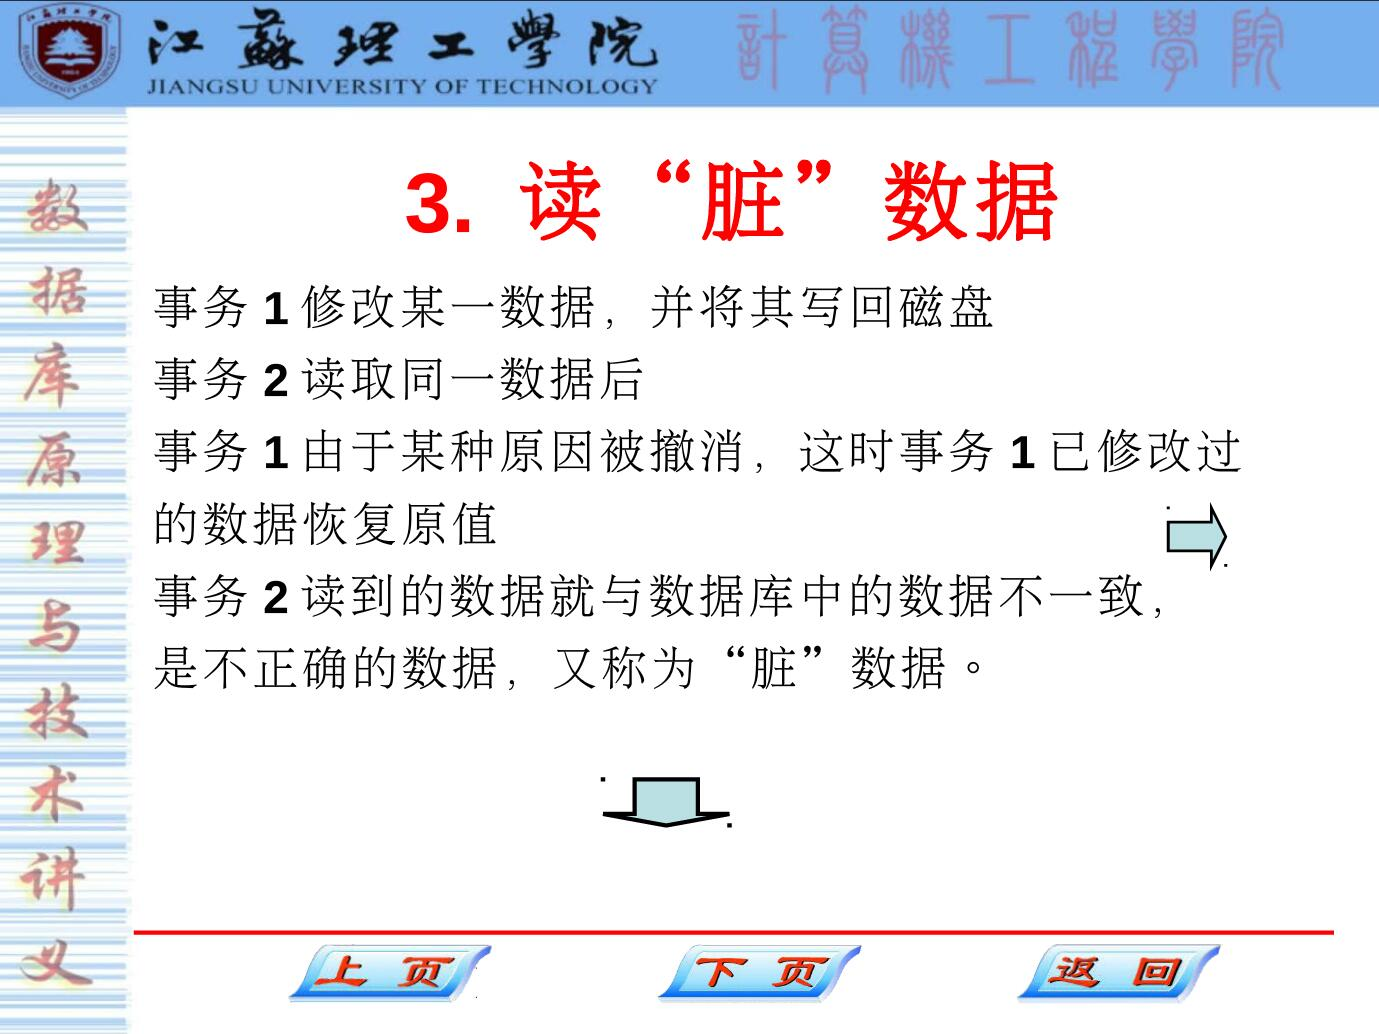 江蘇理工學院
JIANGSU UNIVERSITY OF TECHNOLOGY
計算機工程學院
数据库原理与技术讲义
3. 读“脏”数据
事务1修改某一数据，并将其写回磁盘
事务2读取同一数据后
事务1由于某种原因被撤消，这时事务1已修改过
的数据恢复原值
事务2读到的数据就与数据库中的数据不一致，
是不正确的数据，又称为“脏”数据。
上页
下页
返回